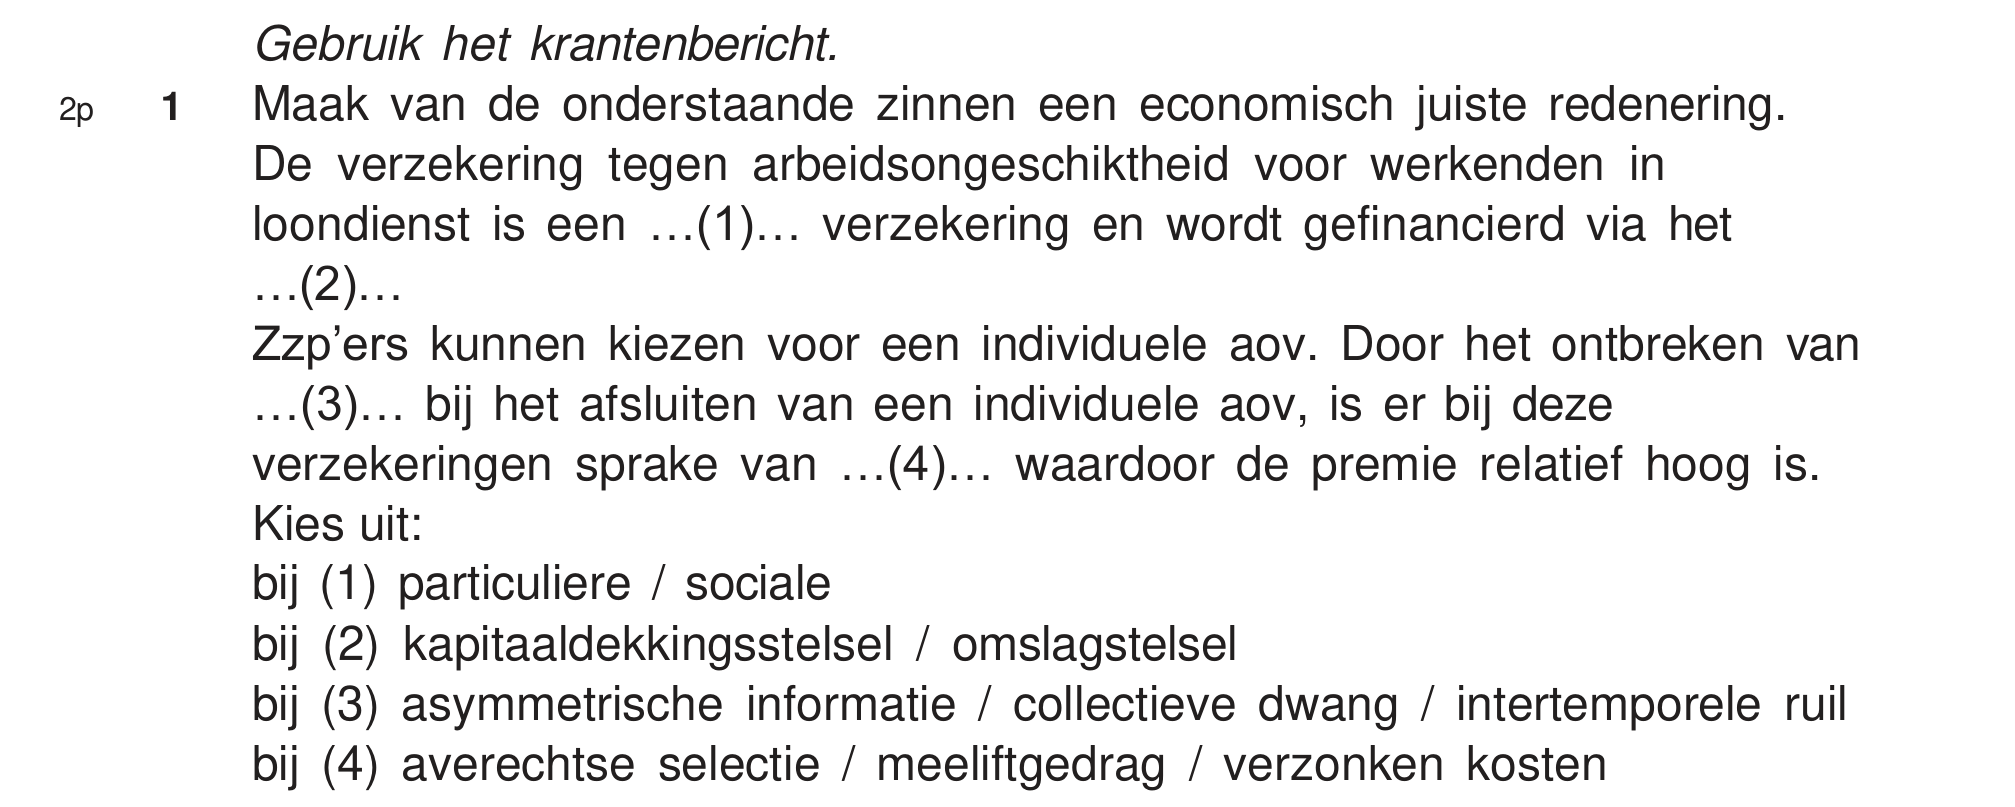 Gebruik het krantenbericht.
2p 1 Maak van de onderstaande zinnen een economisch juiste redenering.
De verzekering tegen arbeidsongeschiktheid voor werkenden in
loondienst is een …(1)… verzekering en wordt gefinancierd via het
…(2)…
Zzp’ers kunnen kiezen voor een individuele aov. Door het ontbreken van
…(3)… bij het afsluiten van een individuele aov, is er bij deze
verzekeringen sprake van …(4)… waardoor de premie relatief hoog is.
Kies uit:
bij (1) particuliere / sociale
bij (2) kapitaaldekkingsstelsel / omslagstelsel
bij (3) asymmetrische informatie / collectieve dwang / intertemporele ruil
bij (4) averechtse selectie / meeliftgedrag / verzonken kosten